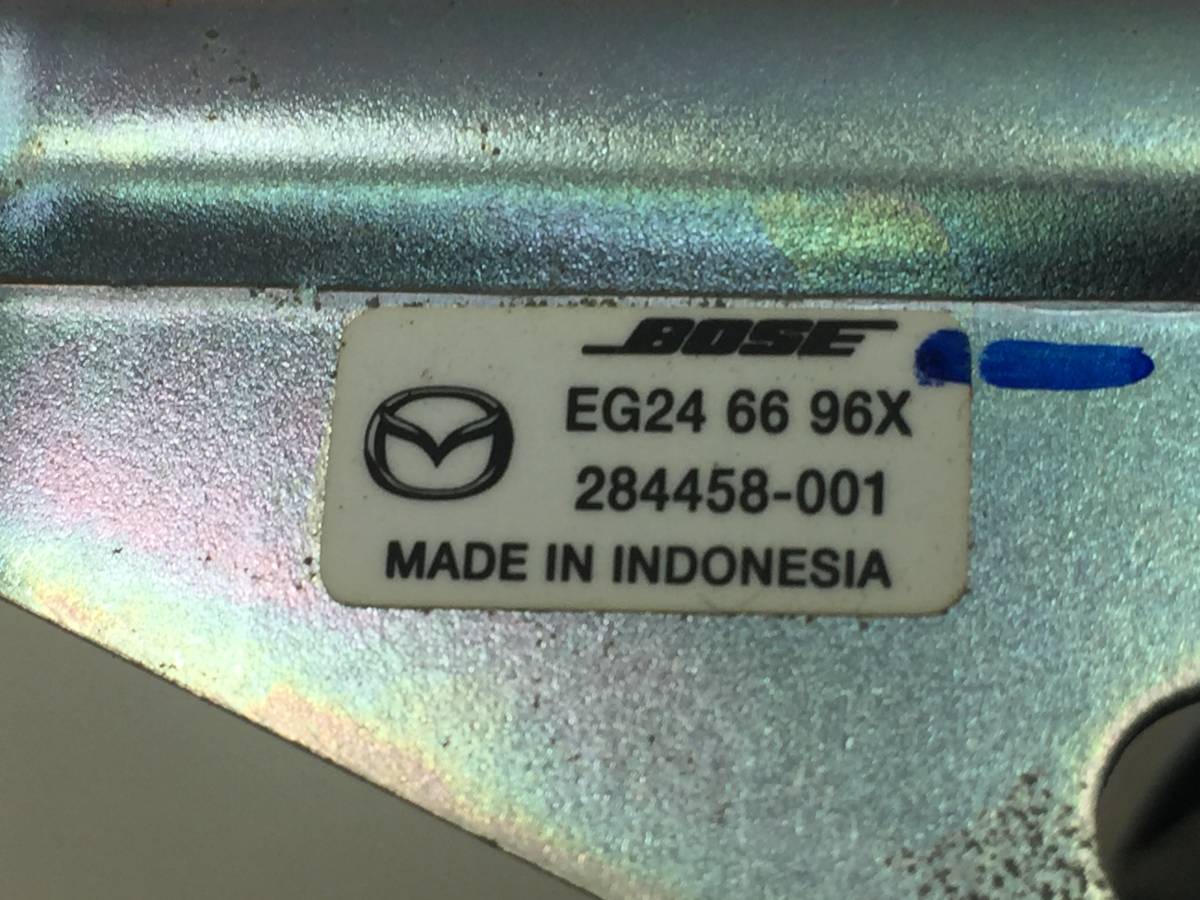 BOSE
EG24 66 96X
284458-001
MADE IN INDONESIA